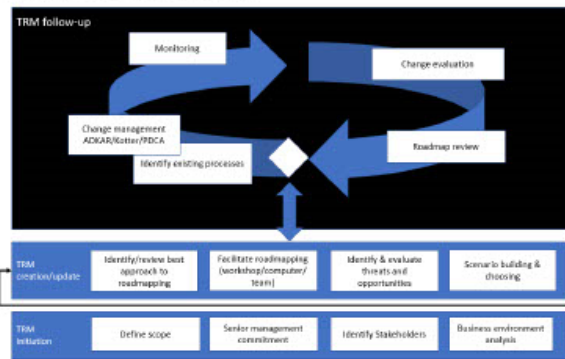 TRM follow-up
Monitoring
Change evaluation
Change management
ADKAR/Kotter/PDCA
Roadmap review
Identify existing processes
TRM
creation/update
Identify/review best
approach to
roadmapping
Facilitate roadmapping
(workshop/computer/
team)
Identify & evaluate
threats and
opportunities
Scenario building &
choosing
TRM
initiation
Define scope
Senior management
commitment
Identify Stakeholders
Business environment
analysis